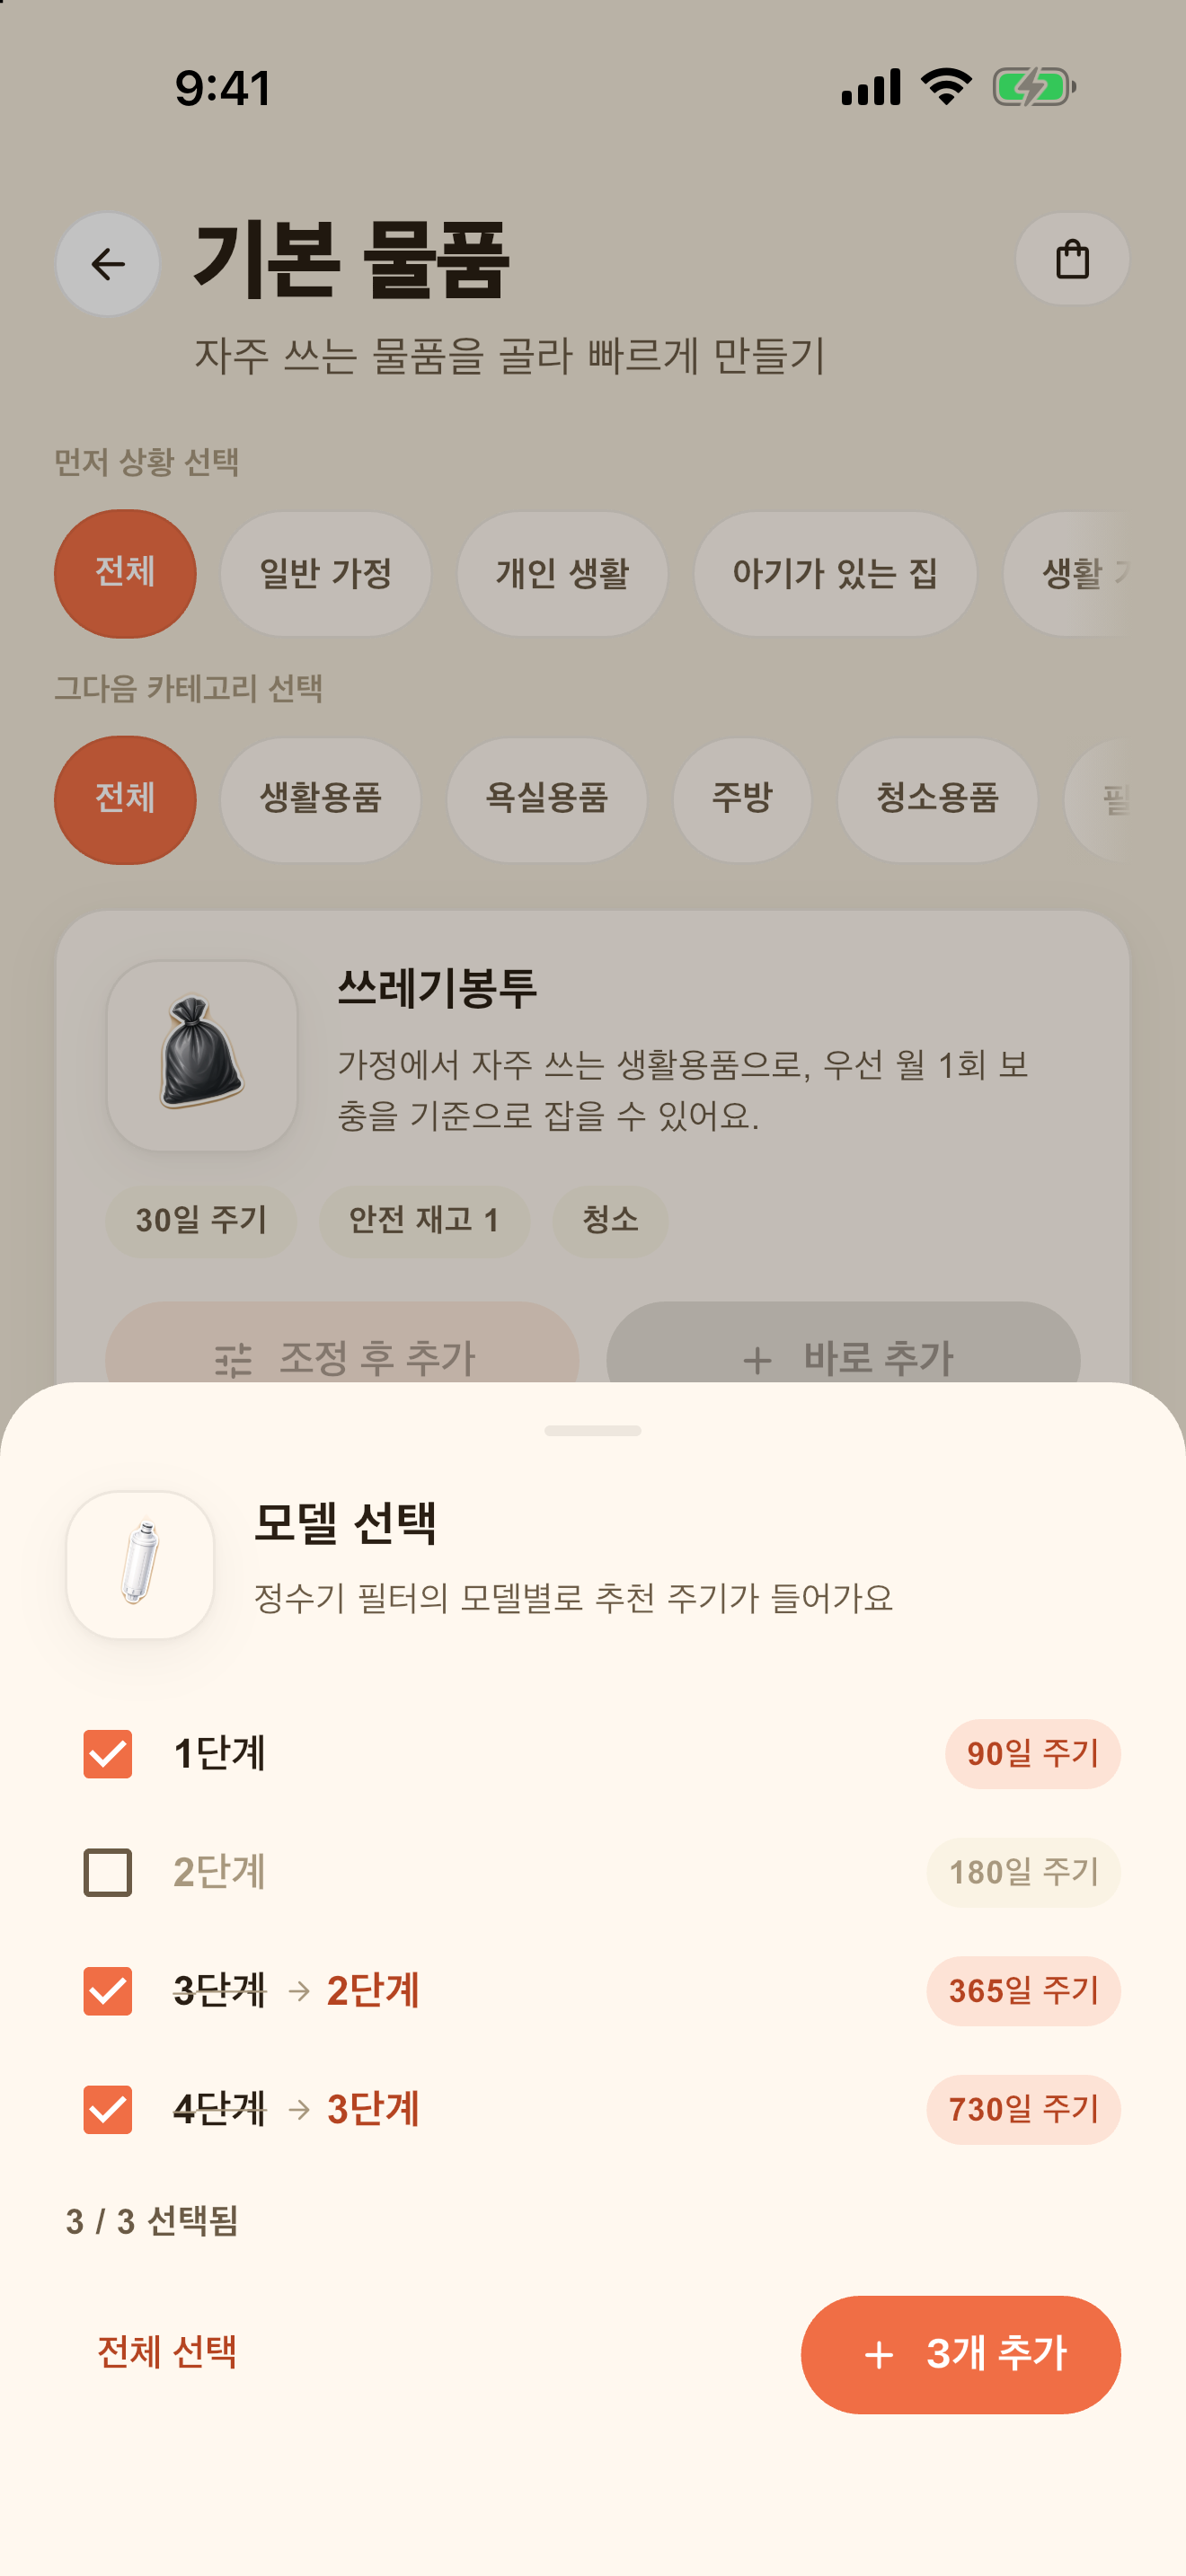 9:41
기본 물품
자주 쓰는 물품을 골라 빠르게 만들기
먼저 상황 선택
전체 일반 가정 개인 생활 아기가 있는 집 생활
그다음 카테고리 선택
전체 생활용품 욕실용품 주방 청소용품
쓰레기봉투
가정에서 자주 쓰는 생활용품으로, 우선 월 1회 보
충을 기준으로 잡을 수 있어요.
30일 주기 안전 재고 1 청소
조정 후 추가 + 바로 추가
모델 선택
정수기 필터의 모델별로 추천 주기가 들어가요
1단계 90일 주기
2단계 180일 주기
3단계 → 2단계 365일 주기
4단계 → 3단계 730일 주기
3 / 3 선택됨
전체 선택 + 3개 추가